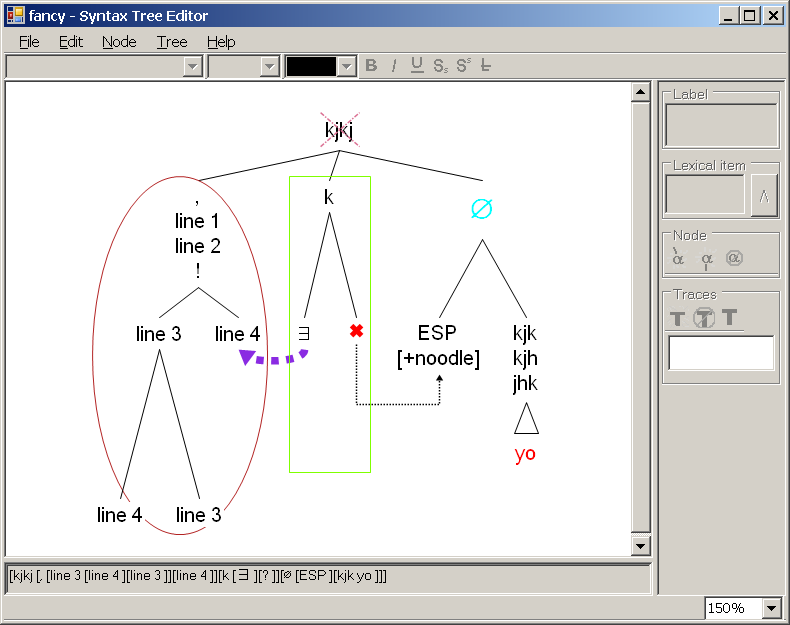 fancy - Syntax Tree Editor
File Edit Node Tree Help
B I U Ss Ss L
Label
Lexical item
Λ
Node
α α α
Traces
T T T
kjkj
,
line 1
line 2
!
k
∅
line 3
line 4
∃
✖
ESP
[+noodle]
kjk
kjh
jhk
yo
line 4
line 3
[kjkj [, [line 3 [line 4 ][line 3 ]][line 4 ]][k [∃ ][? ]][∅ [ESP ][kjk yo ]]]
150%